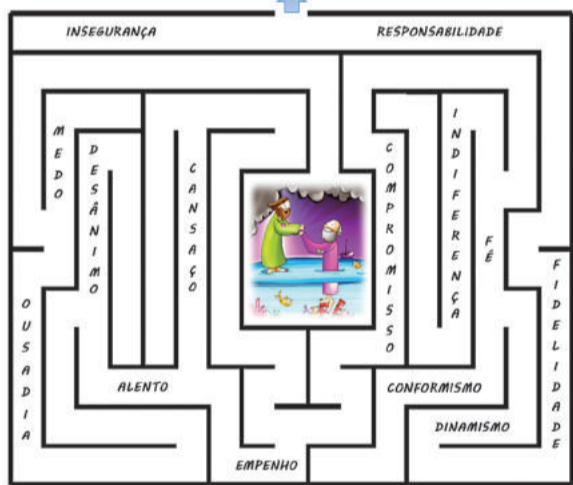 INSEGURANÇA
RESPONSABILIDADE
MEDO
DESÂNIMO
CANSAÇO
COMPROMISSO
INDIFERENÇA
FÉ
OUSADIA
FIDELIDADE
ALENTO
CONFORMISMO
DINAMISMO
EMPENHO